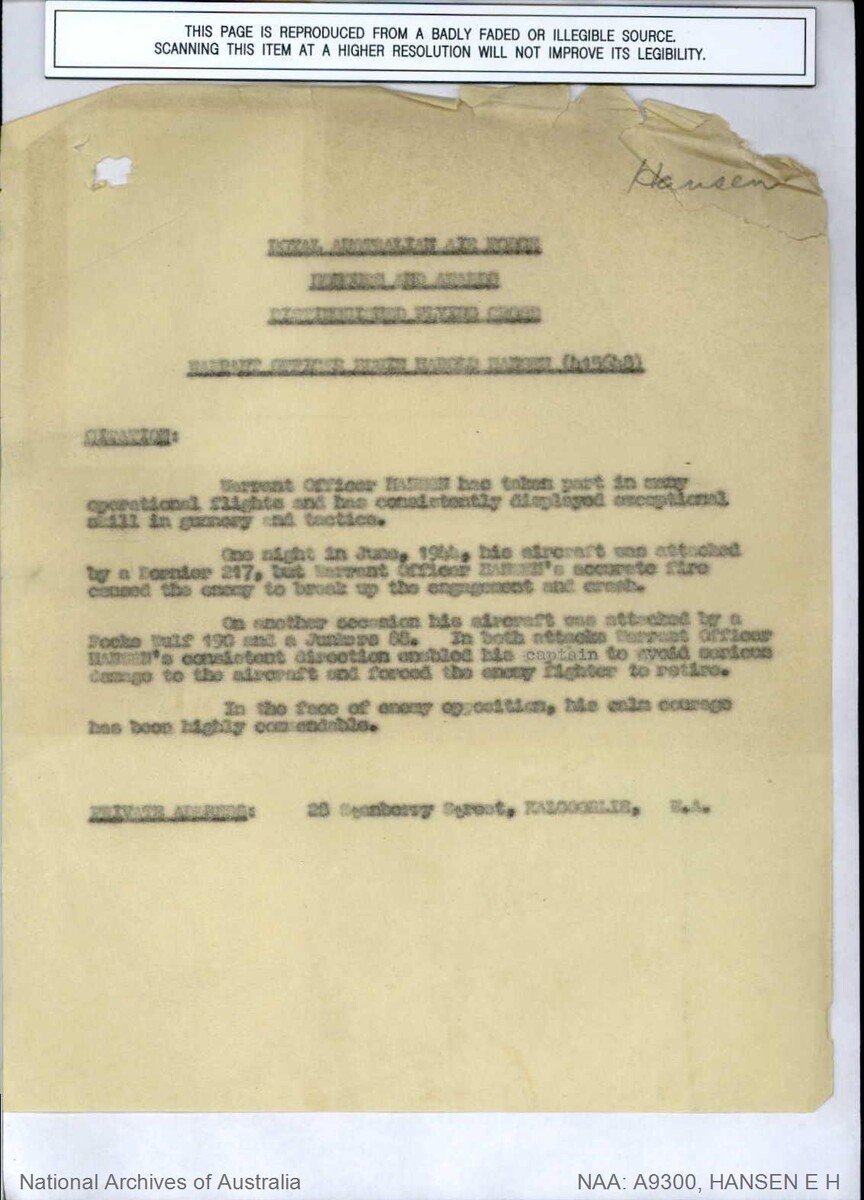 THIS PAGE IS REPRODUCED FROM A BADLY FADED OR ILLEGIBLE SOURCE.
SCANNING THIS ITEM AT A HIGHER RESOLUTION WILL NOT IMPROVE ITS LEGIBILITY.
Hansen
ROYAL AUSTRALIAN AIR FORCE
HONOURS AND AWARDS
DISTINGUISHED FLYING CROSS
WARRANT OFFICER HAROLD HANSEN (415648)
CITATION:
Warrant Officer HANSEN has taken part in many
operational flights and has consistently displayed exceptional
skill in gunnery and tactics.
One night in June, 1944, his aircraft was attacked
by a Dornier 217, but Warrant Officer HANSEN's accurate fire
caused the enemy to break up the engagement and crash.
On another occasion his aircraft was attacked by a
Focke Wulf 190 and a Junkers 88. In both attacks Warrant Officer
HANSEN's consistent direction enabled his captain to avoid serious
damage to the aircraft and forced the enemy fighter to retire.
In the face of enemy opposition, his calm courage
has been highly commendable.
PRIVATE ADDRESS: 28 Street, KALGOORLIE, W.A.
National Archives of Australia
NAA: A9300, HANSEN E H